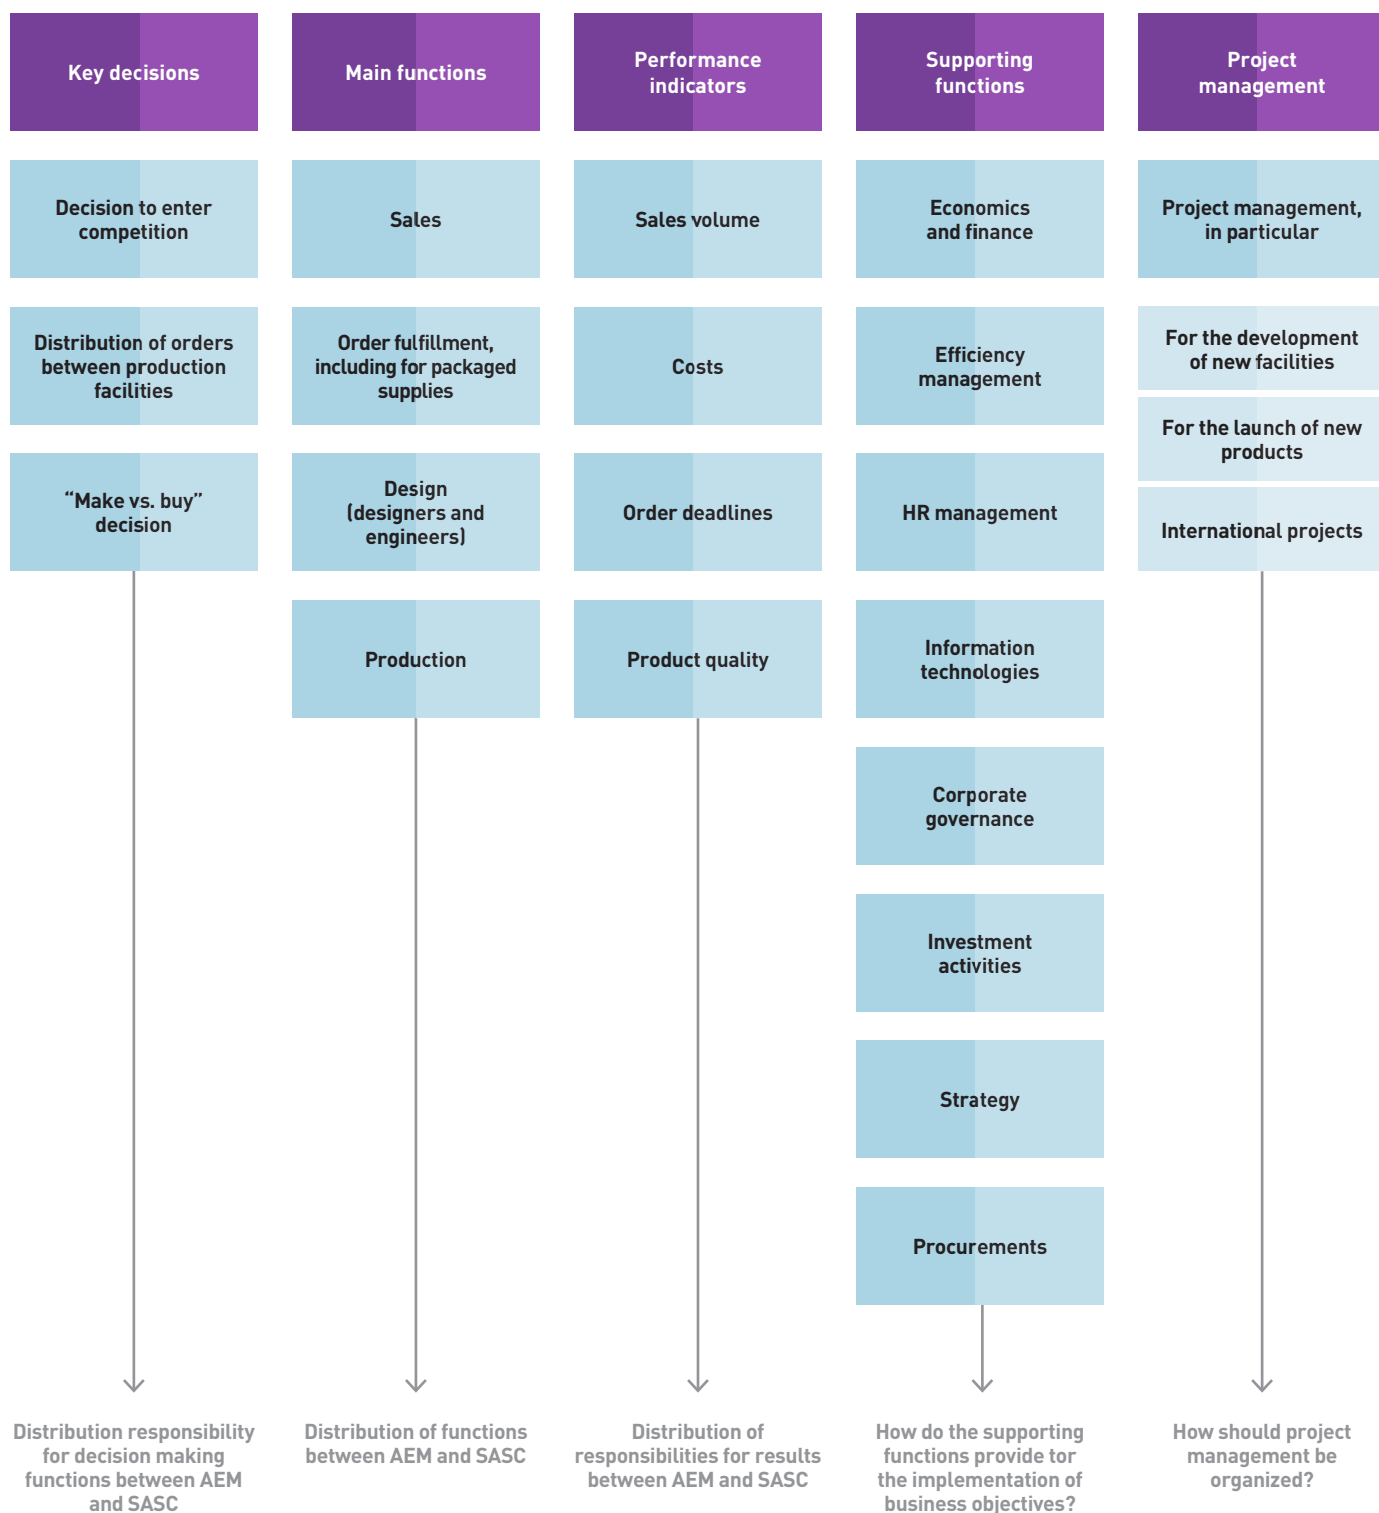 Key decisions
Main functions
Performance
indicators
Supporting
functions
Project
management
Decision to enter
competition
Sales
Sales volume
Economics
and finance
Project management,
in particular
Distribution of orders
between production
facilities
Order fulfillment,
including for packaged
supplies
Costs
Efficiency
management
For the development
of new facilities
For the launch of new
products
“Make vs. buy”
decision
Design
(designers and
engineers)
Order deadlines
HR management
International projects
Production
Product quality
Information
technologies
Corporate
governance
Investment
activities
Strategy
Procurements
Distribution responsibility
for decision making
functions between AEM
and SASC
Distribution of functions
between AEM and SASC
Distribution of
responsibilities for results
between AEM and SASC
How do the supporting
functions provide tor
the implementation of
business objectives?
How should project
management be
organized?